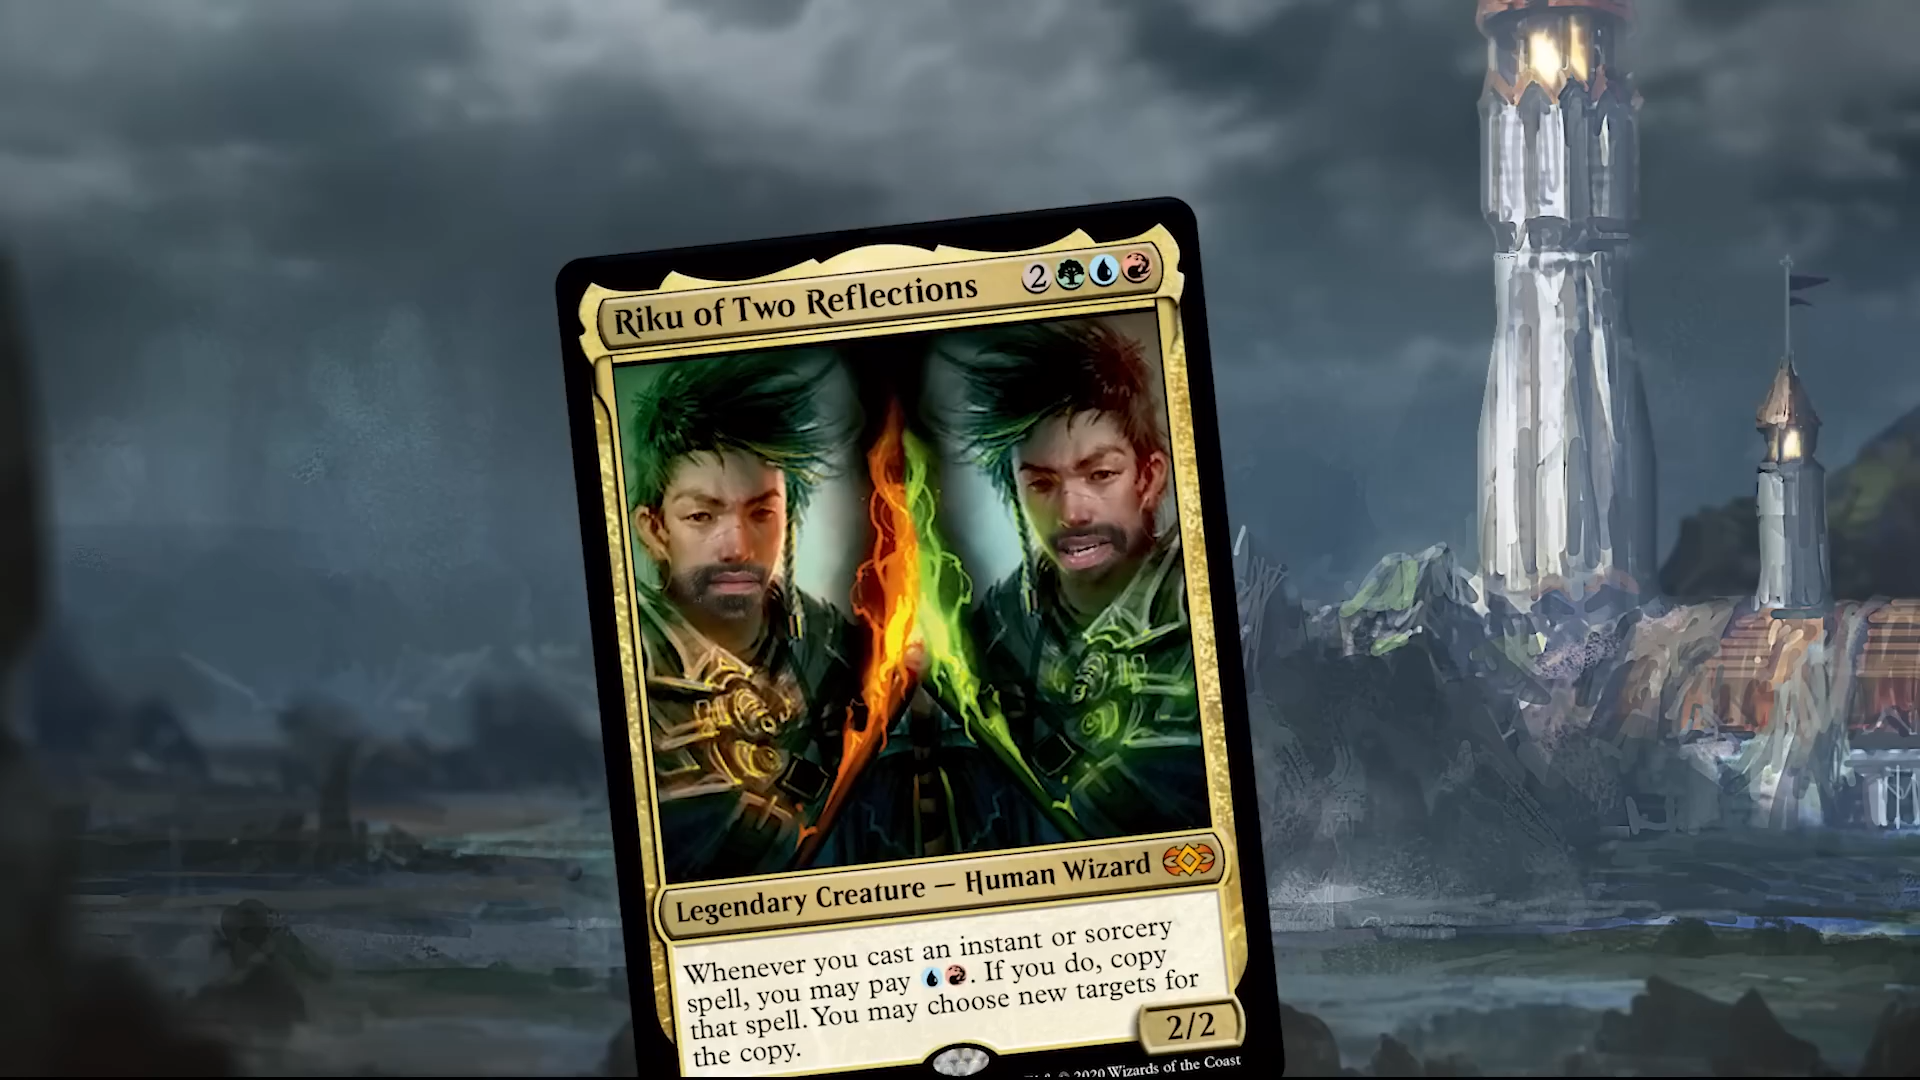 Riku of Two Reflections 2
Legendary Creature — Human Wizard
Whenever you cast an instant or sorcery
spell, you may pay . If you do, copy
that spell. You may choose new targets for
the copy.
2/2
© 2020 Wizards of the Coast